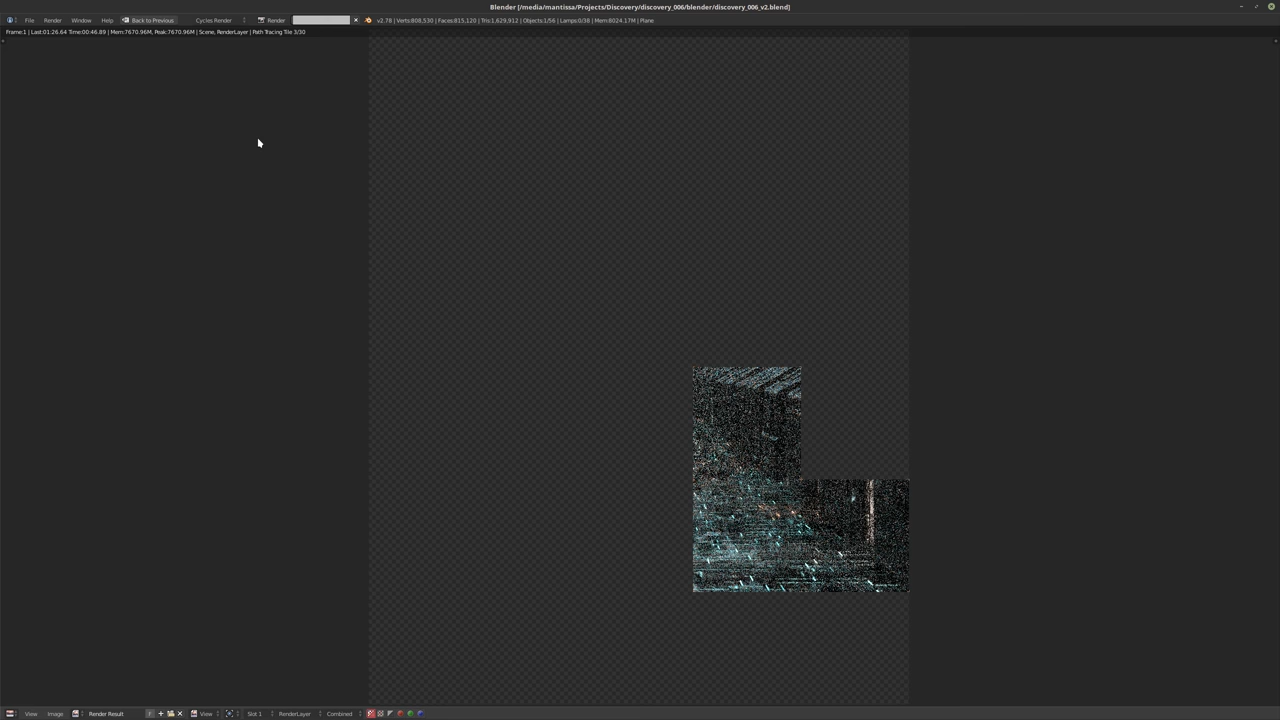 Blender [/media/mantissa/Projects/Discovery/discovery_006/blender/discovery_006_v2.blend]
File Render Window Help Back to Previous Cycles Render Render v2.78 | Verts:808,530 | Faces:815,120 | Tris:1,629,912 | Objects:1/56 | Lamps:0/38 | Mem:8024.17M | Plane
Frame:1 | Last:01:26.64 Time:00:46.89 | Mem:7670.96M, Peak:7670.96M | Scene, RenderLayer | Path Tracing Tile 3/30
View Image Render Result F View Slot 1 RenderLayer Combined